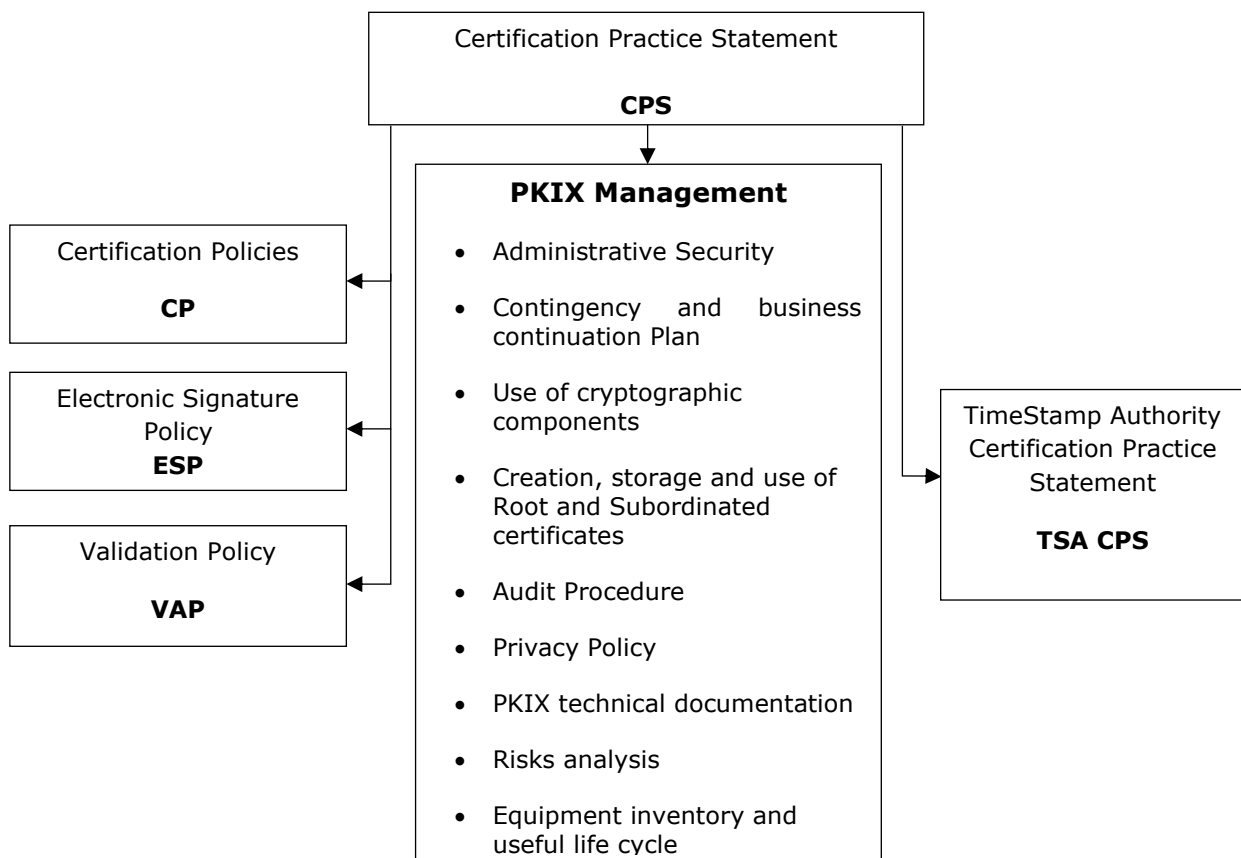 Certification Practice Statement
CPS
PKIX Management
• Administrative Security
• Contingency and business
continuation Plan
• Use of cryptographic
components
• Creation, storage and use of
Root and Subordinated
certificates
• Audit Procedure
• Privacy Policy
• PKIX technical documentation
• Risks analysis
• Equipment inventory and
useful life cycle
Certification Policies
CP
Electronic Signature
Policy
ESP
Validation Policy
VAP
TimeStamp Authority
Certification Practice
Statement
TSA CPS